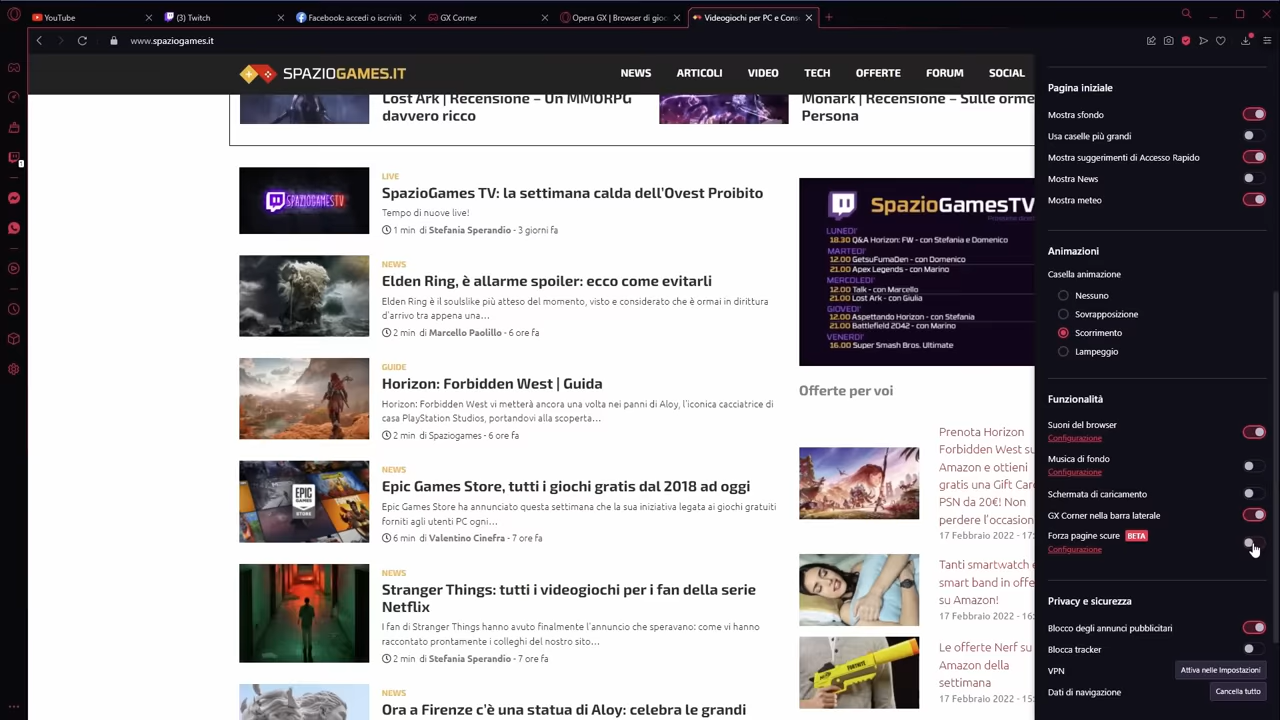 YouTube
(3) Twitch
Facebook: accedi o iscriviti
GX Corner
Opera GX | Browser di gioc
Videogiochi per PC e Cons
www.spaziogames.it
SPAZIOGAMES.IT
NEWS
ARTICOLI
VIDEO
TECH
OFFERTE
FORUM
SOCIAL
Lost Ark | Recensione – Un MMORPG
davvero ricco
Monark | Recensione – Sulle orme
Persona
LIVE
SpazioGames TV: la settimana calda dell’Ovest Proibito
Tempo di nuove live!
1 min di Stefania Sperandio - 3 giorni fa
SPAZIOGAMESTV
NEWS
Elden Ring, è allarme spoiler: ecco come evitarli
Elden Ring è il soulslike più atteso del momento, visto e considerato che è ormai in dirittura
d'arrivo tra appena una…
2 min di Marcello Paolillo - 6 ore fa
GUIDE
Horizon: Forbidden West | Guida
Horizon: Forbidden West vi metterà ancora una volta nei panni di Aloy, l'iconica cacciatrice di
casa PlayStation Studios, portandovi alla scoperta…
2 min di Spaziogames - 6 ore fa
NEWS
Epic Games Store, tutti i giochi gratis dal 2018 ad oggi
Epic Games Store ha annunciato questa settimana che la sua iniziativa legata ai giochi gratuiti
forniti agli utenti PC ogni…
6 min di Valentino Cinefra - 7 ore fa
EPIC
GAMES
STORE
NEWS
Stranger Things: tutti i videogiochi per i fan della serie
Netflix
I fan di Stranger Things hanno avuto finalmente l'annuncio che speravano: come vi hanno
raccontato prontamente i colleghi del nostro sito…
2 min di Stefania Sperandio - 7 ore fa
Ora a Firenze c’è una statua di Aloy: celebra le grandi
SpazioGamesTV
LUNEDI'
18.30 Q&A Horizon: FW - con Stefania e Domenico
MARTEDI'
12.00 GetsuFumaDen - con Domenico
21.00 Apex Legends - con Marino
MERCOLEDI'
12.00 Talk - con Marcello
21.00 Lost Ark - con Giulia
GIOVEDI'
12.00 Aspettando Horizon - con Stefania
21.00 Battlefield 2042 - con Marino
VENERDI'
16.00 Super Smash Bros. Ultimate
Offerte per voi
Prenota Horizon
Forbidden West su
Amazon e ottieni
gratis una Gift Card
PSN da 20€! Non
perdere l'occasion
17 Febbraio 2022 - 17:
Tanti smartwatch e
smart band in offe
su Amazon!
17 Febbraio 2022 - 16:
Le offerte Nerf su
Amazon della
settimana
17 Febbraio 2022 - 15:
FORTNITE
Pagina iniziale
Mostra sfondo
Usa caselle più grandi
Mostra suggerimenti di Accesso Rapido
Mostra News
Mostra meteo
Animazioni
Casella animazione
Nessuno
Sovrapposizione
Scorrimento
Lampeggio
Funzionalità
Suoni del browser
Configurazione
Musica di fondo
Configurazione
Schermata di caricamento
GX Corner nella barra laterale
Forza pagine scure BETA
Configurazione
Privacy e sicurezza
Blocco degli annunci pubblicitari
Blocca tracker
VPN
Attiva nelle Impostazioni
Dati di navigazione
Cancella tutto